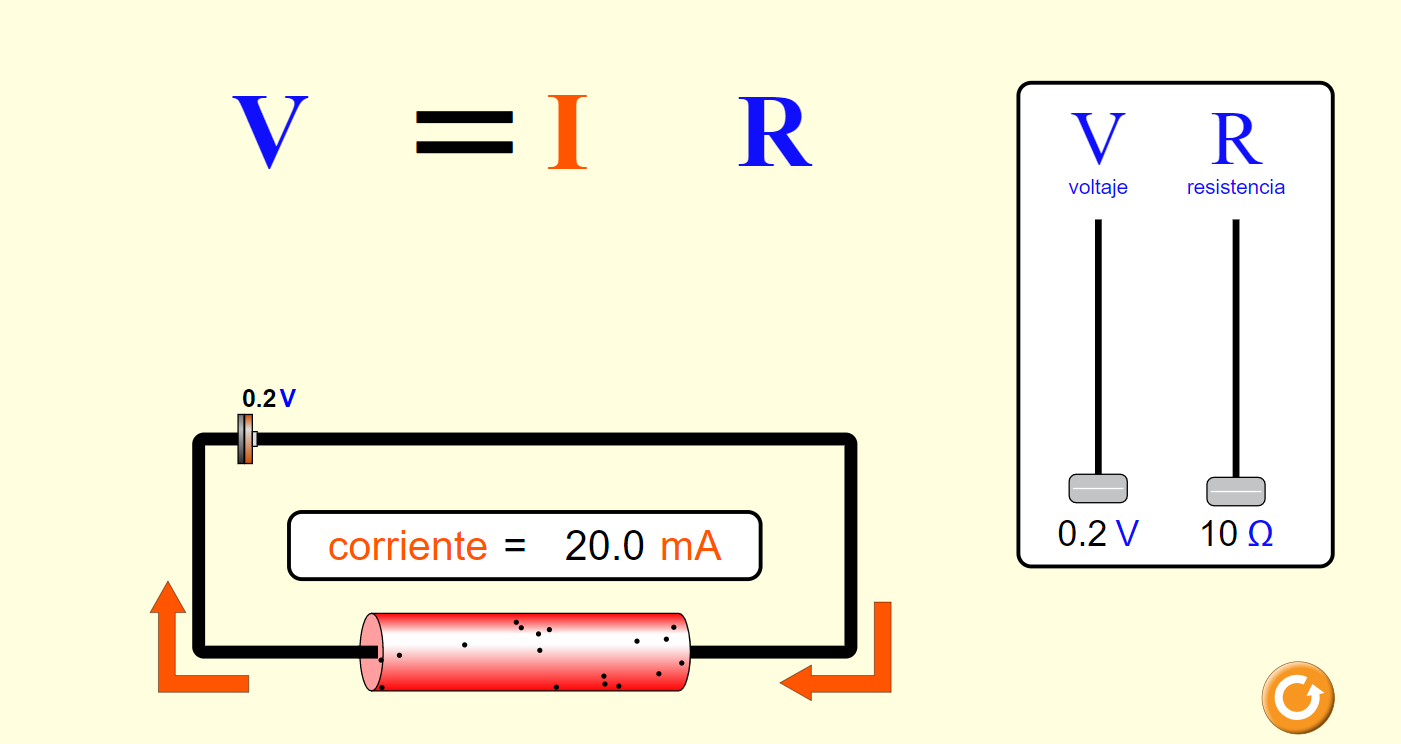 V = I R
V R
voltaje resistencia
0.2 V
corriente = 20.0 mA
0.2 V 10 Ω